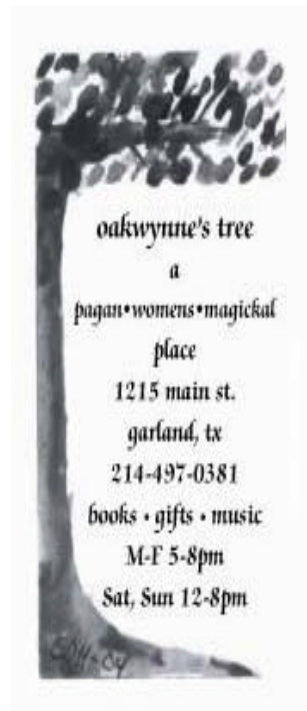 oakwynne's tree
a
pagan•womens•magickal
place
1215 main st.
garland, tx
214-497-0381
books • gifts • music
M-F 5-8pm
Sat, Sun 12-8pm